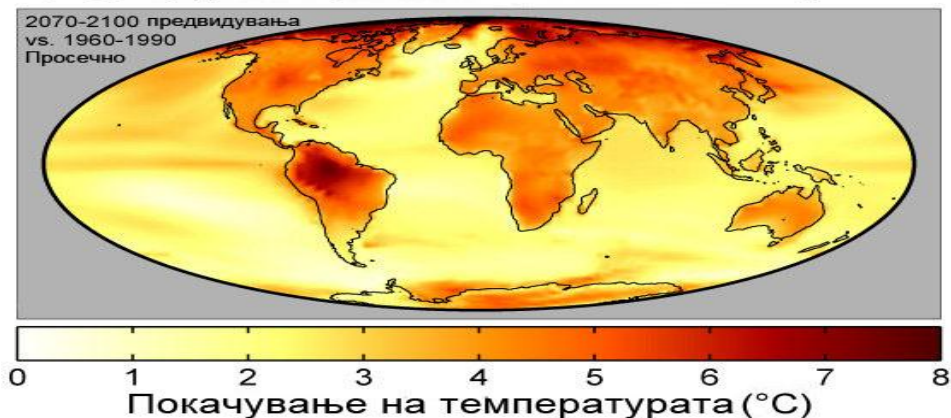 2070-2100 предвидувања
vs. 1960-1990
Просечно
0 1 2 3 4 5 6 7 8
Покачување на температурата (°C)